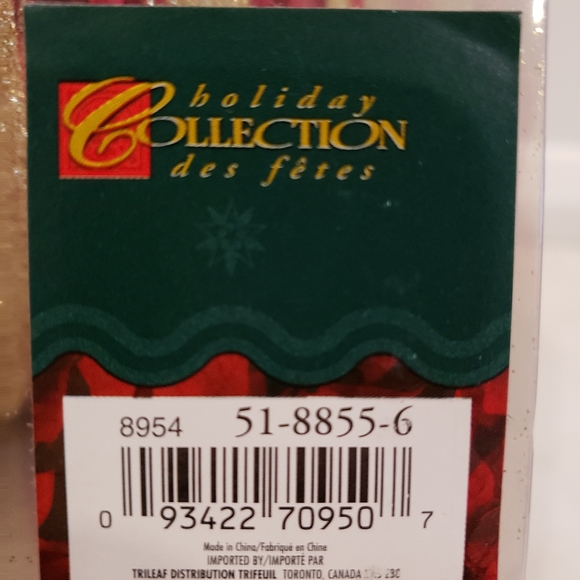 holiday
COLLECTION
des fêtes
8954 51-8855-6
0 93422 70950 7
Made in China/Fabriqué en Chine
IMPORTED BY/IMPORTÉ PAR
TRILEAF DISTRIBUTION TRIFEUIL TORONTO, CANADA